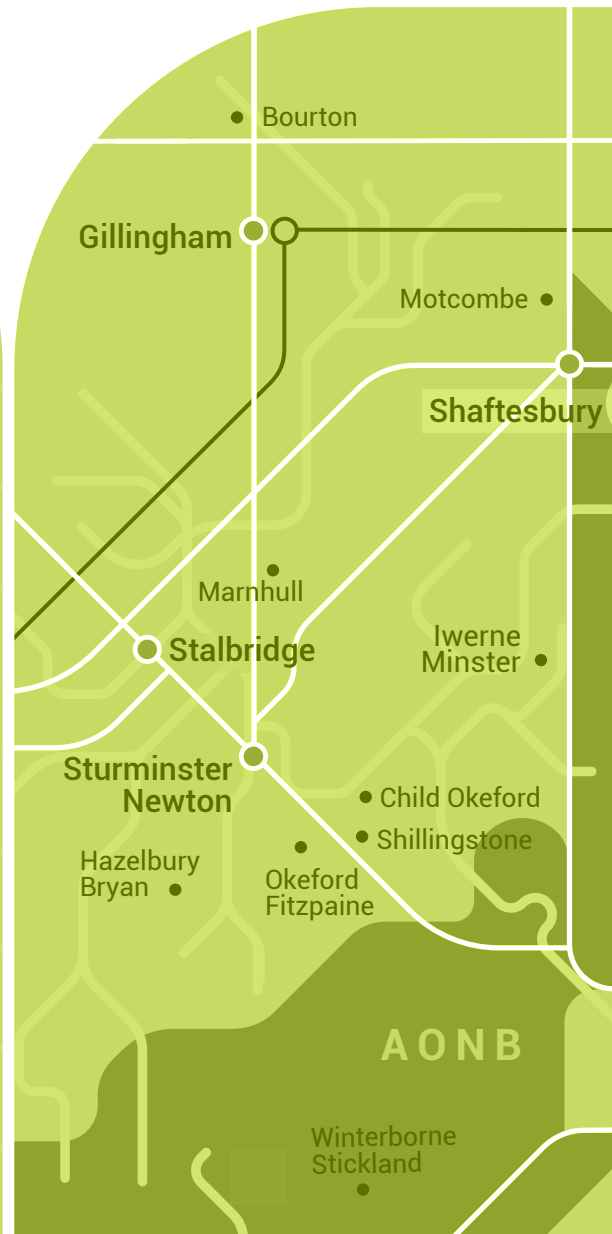 Bourton
Gillingham
Motcombe
Shaftesbury
Marnhull
Stalbridge
Iwerne
Minster
Sturminster
Newton
Child Okeford
Shillingstone
Hazelbury
Bryan
Okeford
Fitzpaine
AONB
Winterborne
Stickland